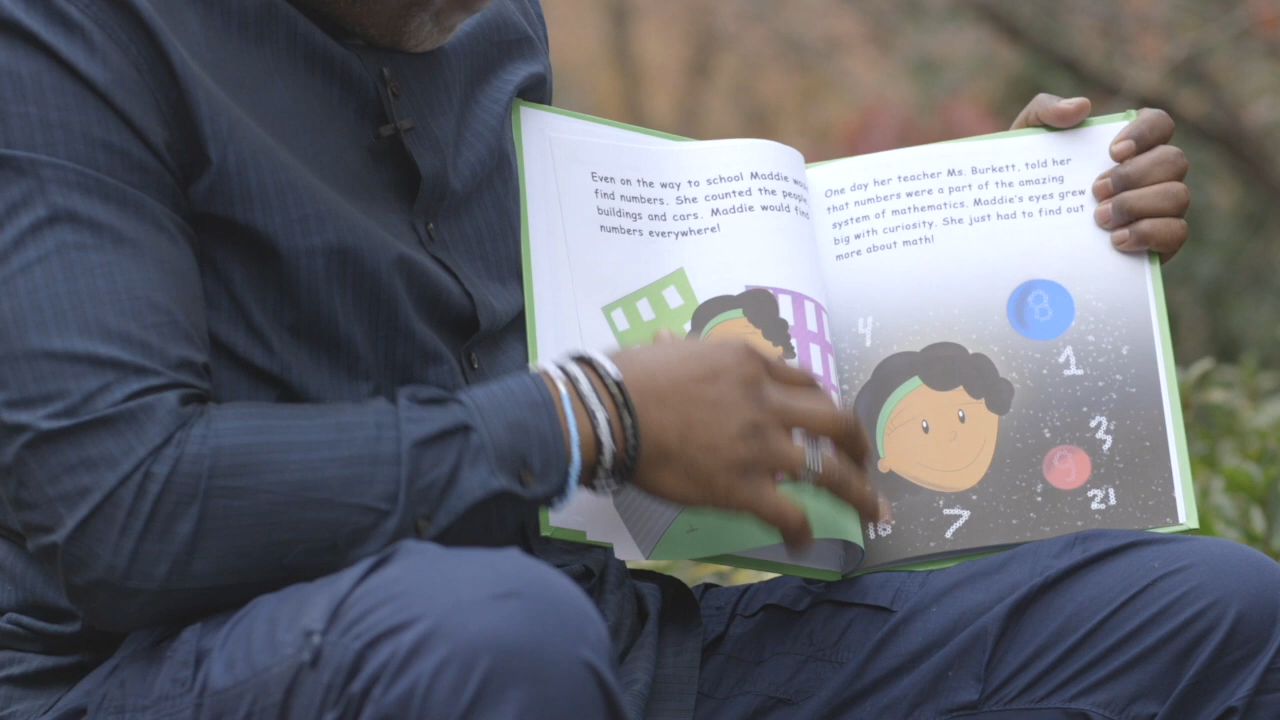 Even on the way to school Maddie
find numbers. She counted the people,
buildings and cars. Maddie would find
numbers everywhere!
One day her teacher Ms. Burkett, told her
that numbers were a part of the amazing
system of mathematics. Maddie's eyes grew
big with curiosity. She just had to find out
more about math!
8
4
1
3
9
21
7